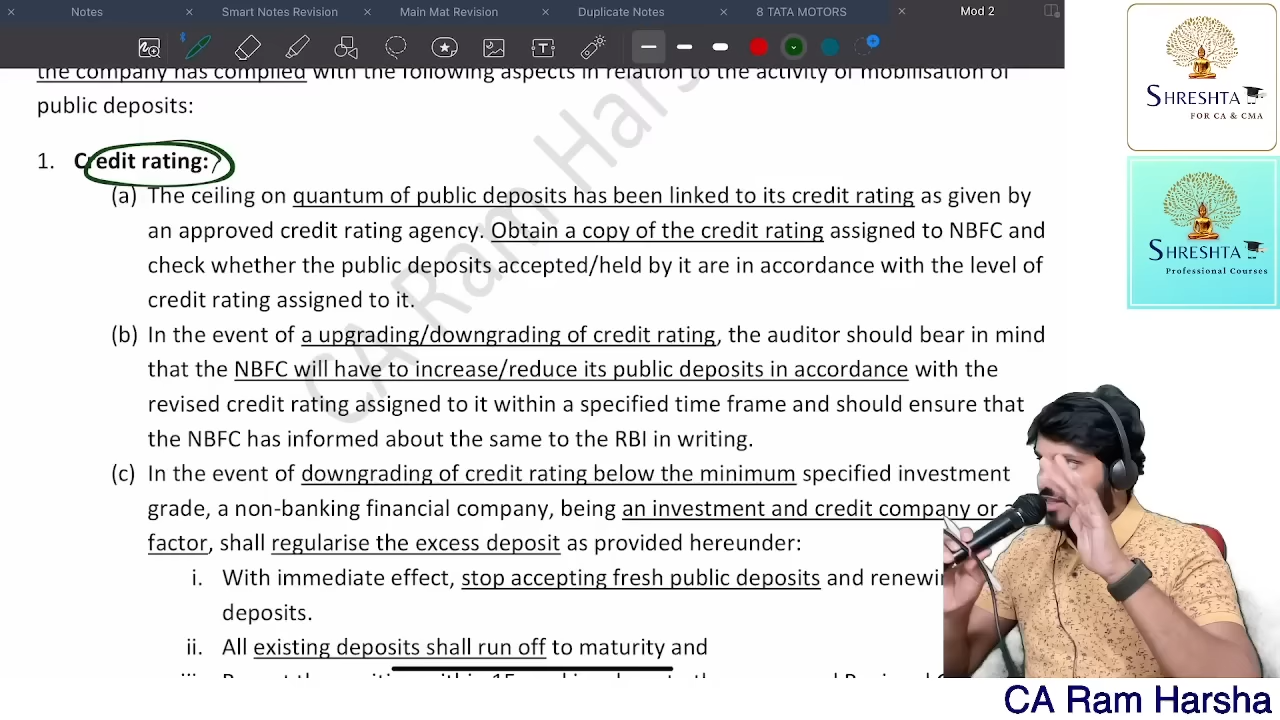 Notes Smart Notes Revision Main Mat Revision Duplicate Notes 8 TATA MOTORS Mod 2
the company has complied with the following aspects in relation to the activity of mobilisation of
public deposits:
1. Credit rating:
(a) The ceiling on quantum of public deposits has been linked to its credit rating as given by
an approved credit rating agency. Obtain a copy of the credit rating assigned to NBFC and
check whether the public deposits accepted/held by it are in accordance with the level of
credit rating assigned to it.
(b) In the event of a upgrading/downgrading of credit rating, the auditor should bear in mind
that the NBFC will have to increase/reduce its public deposits in accordance with the
revised credit rating assigned to it within a specified time frame and should ensure that
the NBFC has informed about the same to the RBI in writing.
(c) In the event of downgrading of credit rating below the minimum specified investment
grade, a non-banking financial company, being an investment and credit company or a
factor, shall regularise the excess deposit as provided hereunder:
i. With immediate effect, stop accepting fresh public deposits and
deposits.
ii. All existing deposits shall run off to maturity and
CA Ram Harsha
SHRESHTA
FOR CA & CMA
SHRESHTA
Professional Courses
CA Ram Harsha